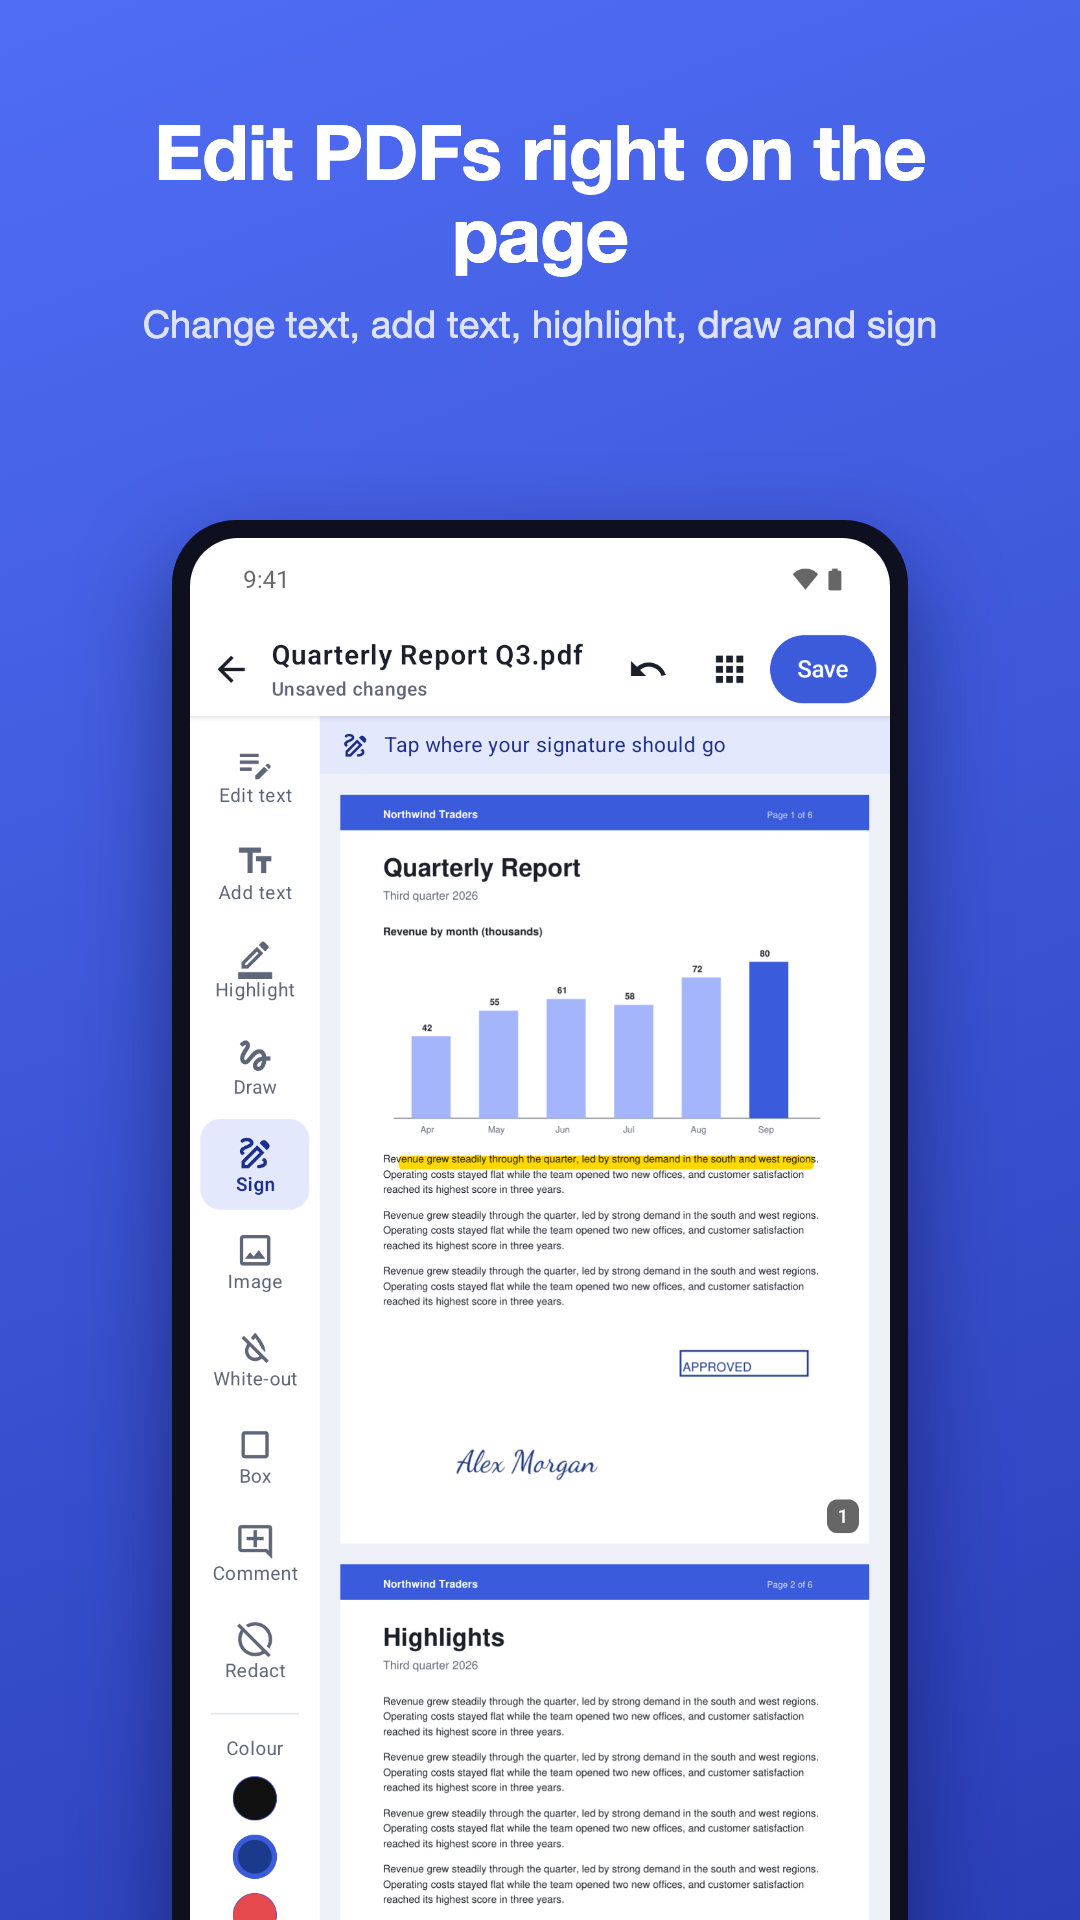 Edit PDFs right on the
page
Change text, add text, highlight, draw and sign
9:41
Quarterly Report Q3.pdf
Unsaved changes
Save
Edit text
Add text
Highlight
Draw
Sign
Image
White-out
Box
Comment
Redact
Colour
Tap where your signature should go
Northwind Traders
Page 1 of 6
Quarterly Report
Third quarter 2026
Revenue by month (thousands)
42
55
61
58
72
80
Apr
May
Jun
Jul
Aug
Sep
Revenue grew steadily through the quarter, led by strong demand in the south and west regions.
Operating costs stayed flat while the team opened two new offices, and customer satisfaction
reached its highest score in three years.
Revenue grew steadily through the quarter, led by strong demand in the south and west regions.
Operating costs stayed flat while the team opened two new offices, and customer satisfaction
reached its highest score in three years.
Revenue grew steadily through the quarter, led by strong demand in the south and west regions.
Operating costs stayed flat while the team opened two new offices, and customer satisfaction
reached its highest score in three years.
APPROVED
Alex Morgan
1
Northwind Traders
Page 2 of 6
Highlights
Third quarter 2026
Revenue grew steadily through the quarter, led by strong demand in the south and west regions.
Operating costs stayed flat while the team opened two new offices, and customer satisfaction
reached its highest score in three years.
Revenue grew steadily through the quarter, led by strong demand in the south and west regions.
Operating costs stayed flat while the team opened two new offices, and customer satisfaction
reached its highest score in three years.
Revenue grew steadily through the quarter, led by strong demand in the south and west regions.
Operating costs stayed flat while the team opened two new offices, and customer satisfaction
reached its highest score in three years.
Revenue grew steadily through the quarter, led by strong demand in the south and west regions.
Operating costs stayed flat while the team opened two new offices, and customer satisfaction
reached its highest score in three years.